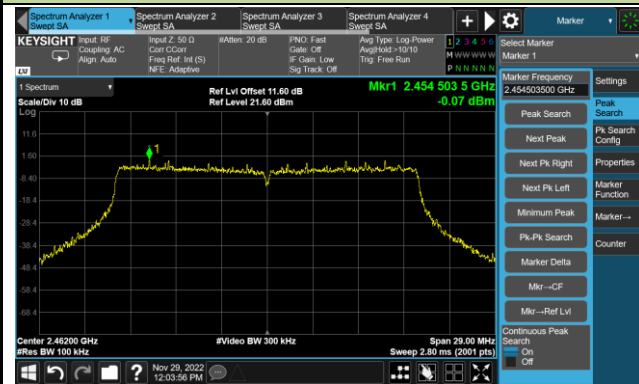 Spectrum Analyzer 1
Swept SA
Spectrum Analyzer 2
Swept SA
Spectrum Analyzer 3
Swept SA
Spectrum Analyzer 4
Swept SA
Marker
KEYSIGHT
Input: RF
Coupling: AC
Align: Auto
Input Z: 50 Ω
Corr CCorr
Freq Ref: Int (S)
NFE: Adaptive
#Atten: 20 dB
PNO: Fast
Gate: Off
IF Gain: Low
Sig Track: Off
Avg Type: Log-Power
Avg|Hold:>10/10
Trig: Free Run
1 2 3 4 5 6
M W W W W W
P N N N N N
LXI
Select Marker
Marker 1
1 Spectrum
Scale/Div 10 dB
Log
Ref Lvl Offset 11.60 dB
Ref Level 21.60 dBm
Mkr1 2.454 503 5 GHz
-0.07 dBm
11.6
1.60
-8.40
-18.4
-28.4
-38.4
-48.4
-58.4
-68.4
1
Center 2.46200 GHz
#Res BW 100 kHz
#Video BW 300 kHz
Span 29.00 MHz
Sweep 2.80 ms (2001 pts)
Marker Frequency
2.454503500 GHz
Peak Search
Next Peak
Next Pk Right
Next Pk Left
Minimum Peak
Pk-Pk Search
Marker Delta
Mkr→CF
Mkr→Ref Lvl
Continuous Peak
Search
On
Off
Settings
Peak
Search
Pk Search
Config
Properties
Marker
Function
Marker→
Counter
Nov 29, 2022
12:03:56 PM